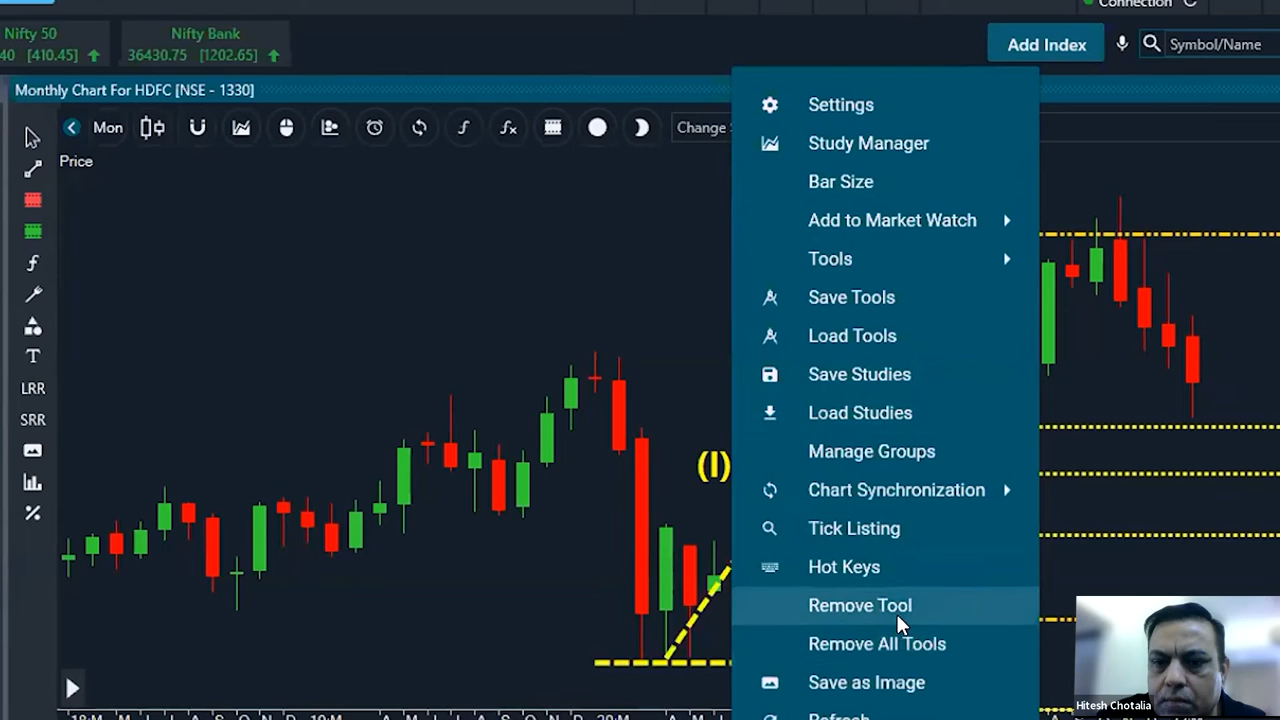 Connection
Nifty 50
40 [410.45]
Nifty Bank
36430.75 [1202.65]
Add Index
Symbol/Name
Monthly Chart For HDFC [NSE - 1330]
Mon
Change
Price
T
LRR
SRR
(I)
Settings
Study Manager
Bar Size
Add to Market Watch
Tools
Save Tools
Load Tools
Save Studies
Load Studies
Manage Groups
Chart Synchronization
Tick Listing
Hot Keys
Remove Tool
Remove All Tools
Save as Image
Refresh
Hitesh Chotalia